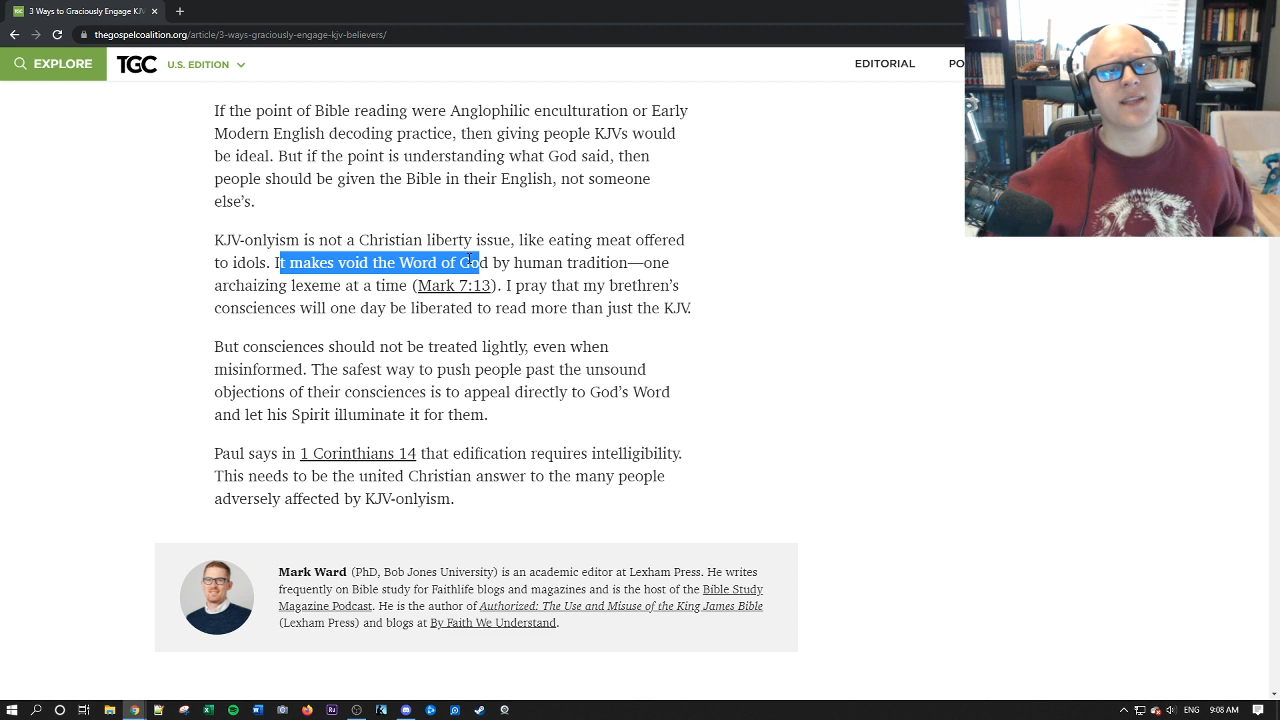 3 Ways Graciously Engage KJV
thegospelcoalition.org/article/3-ways-graciously-engage-kjv-believers/
EXPLORE
TGC
U.S. EDITION
EDITORIAL
PO
If the point of Bible reading were Anglophilic enculturation or Early
Modern English decoding practice, then giving people KJVs would
be ideal. But if the point is understanding what God said, then
people should be given the Bible in their English, not someone
else's.
KJV-onlyism is not a Christian liberty issue, like eating meat offered
to idols. It makes void the Word of God by human tradition—one
archaizing lexeme at a time (Mark 7:13). I pray that my brethren's
consciences will one day be liberated to read more than just the KJV.
But consciences should not be treated lightly, even when
misinformed. The safest way to push people past the unsound
objections of their consciences is to appeal directly to God's Word
and let his Spirit illuminate it for them.
Paul says in 1 Corinthians 14 that edification requires intelligibility.
This needs to be the united Christian answer to the many people
adversely affected by KJV-onlyism.
Mark Ward (PhD, Bob Jones University) is an academic editor at Lexham Press. He writes
frequently on Bible study for Faithlife blogs and magazines and is the host of the Bible Study
Magazine Podcast. He is the author of Authorized: The Use and Misuse of the King James Bible
(Lexham Press) and blogs at By Faith We Understand.
9:08 AM